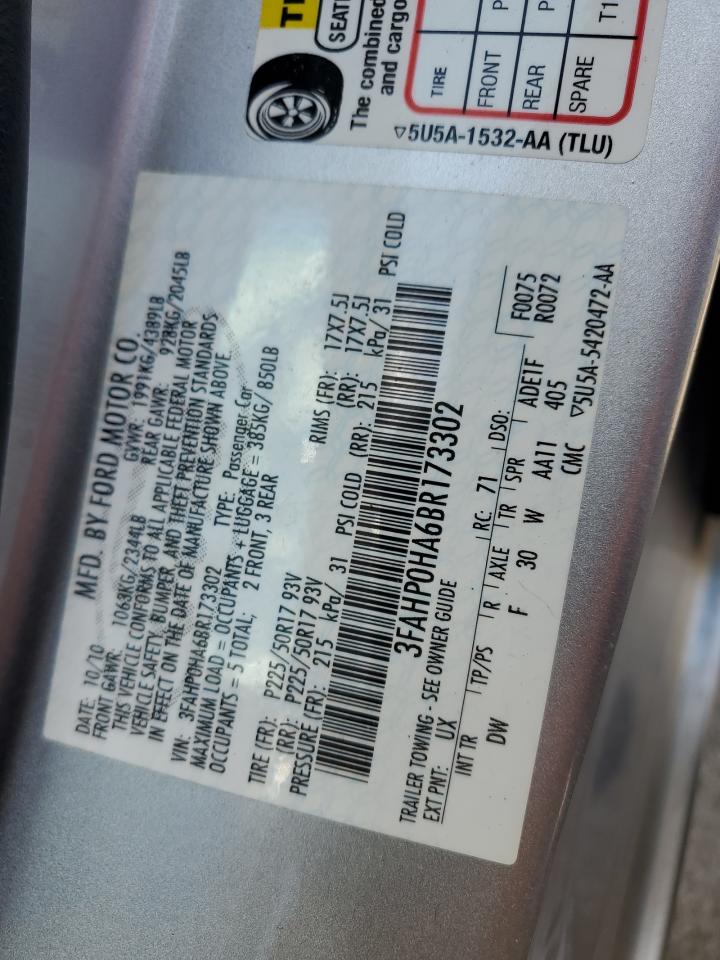 SEATI
The combined
and cargo
TIRE
FRONT P
REAR P
SPARE T1
▽5U5A-1532-AA (TLU)
MFD. BY FORD MOTOR CO.
DATE: 10/10 GVWR: 1991KG/4389LB
FRONT GAWR: 1063KG/2344LB REAR GAWR: 928KG/2045LB
THIS VEHICLE CONFORMS TO ALL APPLICABLE FEDERAL MOTOR
VEHICLE SAFETY, BUMPER, AND THEFT PREVENTION STANDARDS
IN EFFECT ON THE DATE OF MANUFACTURE SHOWN ABOVE.
VIN: 3FAHP0HA6BR173302 TYPE: Passenger Car
MAXIMUM LOAD = OCCUPANTS + LUGGAGE = 385KG/850LB
OCCUPANTS = 5 TOTAL; 2 FRONT, 3 REAR
TIRE (FR): P225/50R17 93V RIMS (FR): 17X7.5J
(RR): P225/50R17 93V (RR): 17X7.5J
PRESSURE (FR): 215 kPa/ 31 PSI COLD (RR): 215 kPa/ 31 PSI COLD
3FAHP0HA6BR173302
TRAILER TOWING - SEE OWNER GUIDE
EXT PNT: UX RC: 71 DSO: F0075
R0072
INT TR TP/PS R AXLE TR SPR ADE1F
DW F 30 W AA11 405
CMC ▽5U5A-5420472-AA